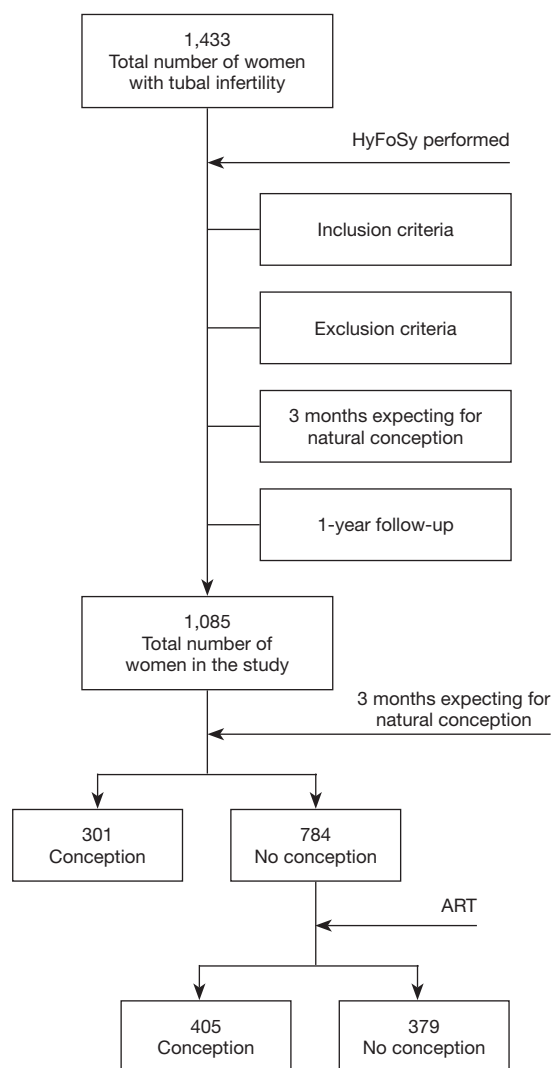 1,433
Total number of women
with tubal infertility
HyFoSy performed
Inclusion criteria
Exclusion criteria
3 months expecting for
natural conception
1-year follow-up
1,085
Total number of
women in the study
3 months expecting for
natural conception
301
Conception
784
No conception
ART
405
Conception
379
No conception